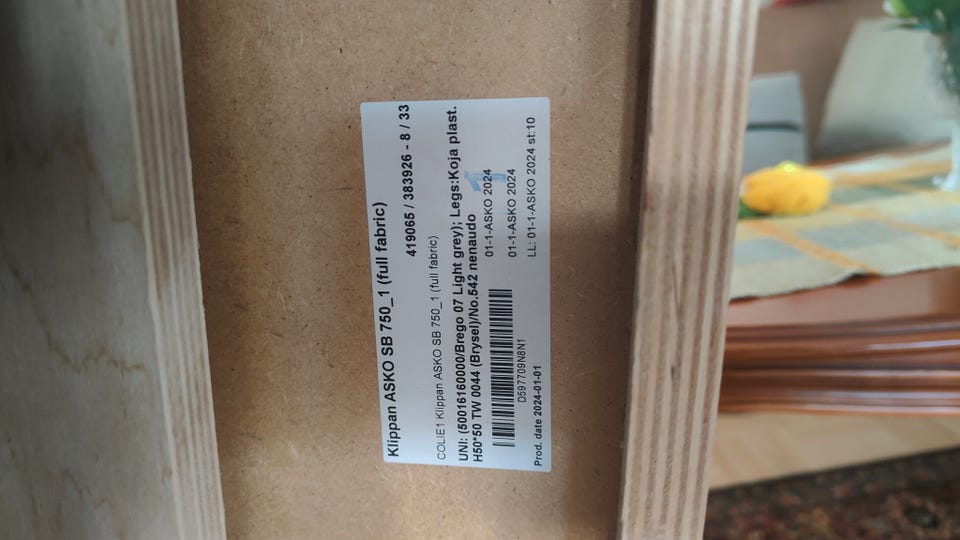 Klippan ASKO SB 750_1 (full fabric)
419065 / 383926 - 8 / 33
COLIE1 Klippan ASKO SB 750_1 (full fabric)
UNI: (50016160000/Brego 07 Light grey); Legs:Koja plast.
H50*50 TW 0044 (Brysel)/No.542 nenaudo
01-1-ASKO 2024
1
01-1-ASKO 2024
D597709N8N1
LL: 01-1-ASKO 2024 st:10
Prod. date 2024-01-01